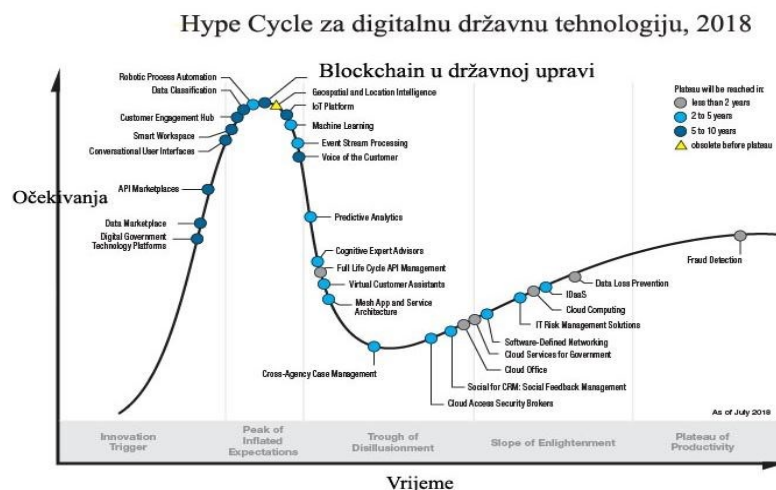 Hype Cycle za digitalnu državnu tehnologiju, 2018
Blockchain u državnoj upravi
Robotic Process Automation
Data Classification
Customer Engagement Hub
Smart Workspace
Conversational User Interfaces
API Marketplaces
Data Marketplace
Digital Government
Technology Platforms
Geospatial and Location Intelligence
IoT Platform
Machine Learning
Event Stream Processing
Voice of the Customer
Predictive Analytics
Cognitive Expert Advisors
Full Life Cycle API Management
Virtual Customer Assistants
Mesh App and Service
Architecture
Cross-Agency Case Management
Cloud Access Security Brokers
Social for CRM: Social Feedback Management
Cloud Office
Cloud Services for Government
Software-Defined Networking
IT Risk Management Solutions
Cloud Computing
IDaaS
Data Loss Prevention
Fraud Detection
Plateau will be reached in:
less than 2 years
2 to 5 years
5 to 10 years
obsolete before plateau
Očekivanja
As of July 2018
Innovation
Trigger
Peak of
Inflated
Expectations
Trough of
Disillusionment
Slope of Enlightenment
Plateau of
Productivity
Vrijeme